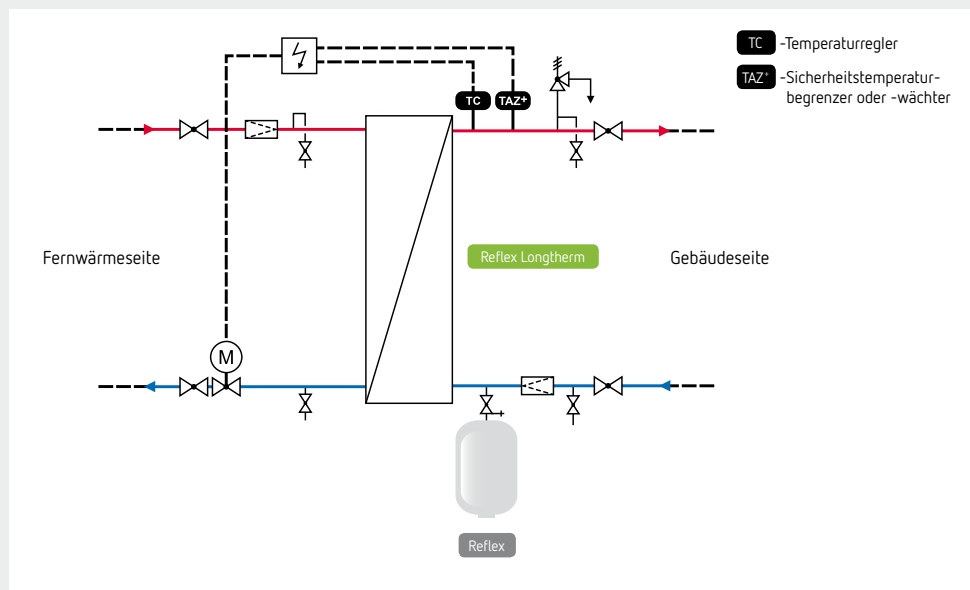 TC -Temperaturregler
TAZ+ -Sicherheitstemperatur-
begrenzer oder -wächter
TC TAZ+
Fernwärmeseite
Reflex Longtherm
Gebäudeseite
M
Reflex